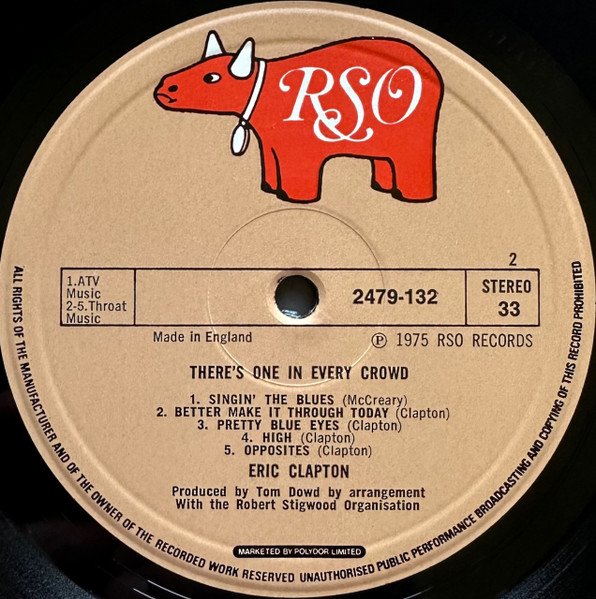 RSO
2
1.ATV
Music
2-5.Throat
Music
2479-132
STEREO
33
Made in England
℗ 1975 RSO RECORDS
THERE'S ONE IN EVERY CROWD
1. SINGIN' THE BLUES (McCreary)
2. BETTER MAKE IT THROUGH TODAY (Clapton)
3. PRETTY BLUE EYES (Clapton)
4. HIGH (Clapton)
5. OPPOSITES (Clapton)
ERIC CLAPTON
Produced by Tom Dowd by arrangement
With the Robert Stigwood Organisation
MARKETED BY POLYDOR LIMITED
ALL RIGHTS OF THE MANUFACTURER AND OF THE OWNER OF THE RECORDED WORK RESERVED UNAUTHORISED PUBLIC PERFORMANCE BROADCASTING AND COPYING OF THIS RECORD PROHIBITED